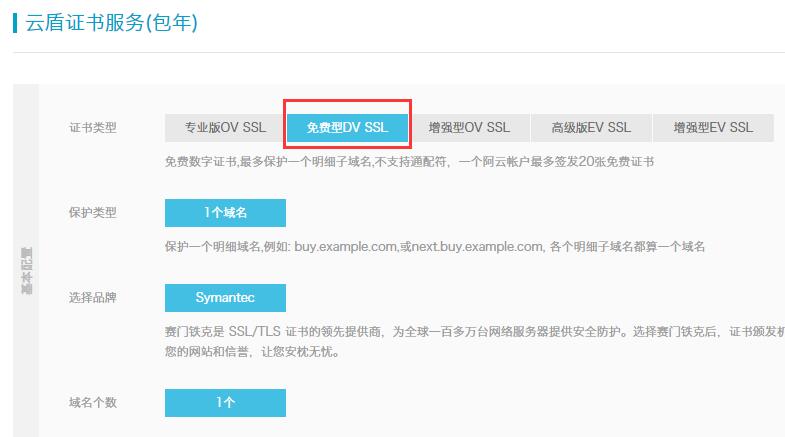 云盾证书服务(包年)
证书类型
专业版OV SSL 免费型DV SSL 增强型OV SSL 高级版EV SSL 增强型EV SSL
免费数字证书,最多保护一个明细子域名,不支持通配符，一个阿云帐户最多签发20张免费证书
保护类型
1个域名
保护一个明细域名,例如: buy.example.com,或next.buy.example.com, 各个明细子域名都算一个域名
基本配置
选择品牌
Symantec
赛门铁克是 SSL/TLS 证书的领先提供商，为全球一百多万台网络服务器提供安全防护。选择赛门铁克后，证书颁发机
您的网站和信誉，让您安枕无忧。
域名个数
1个